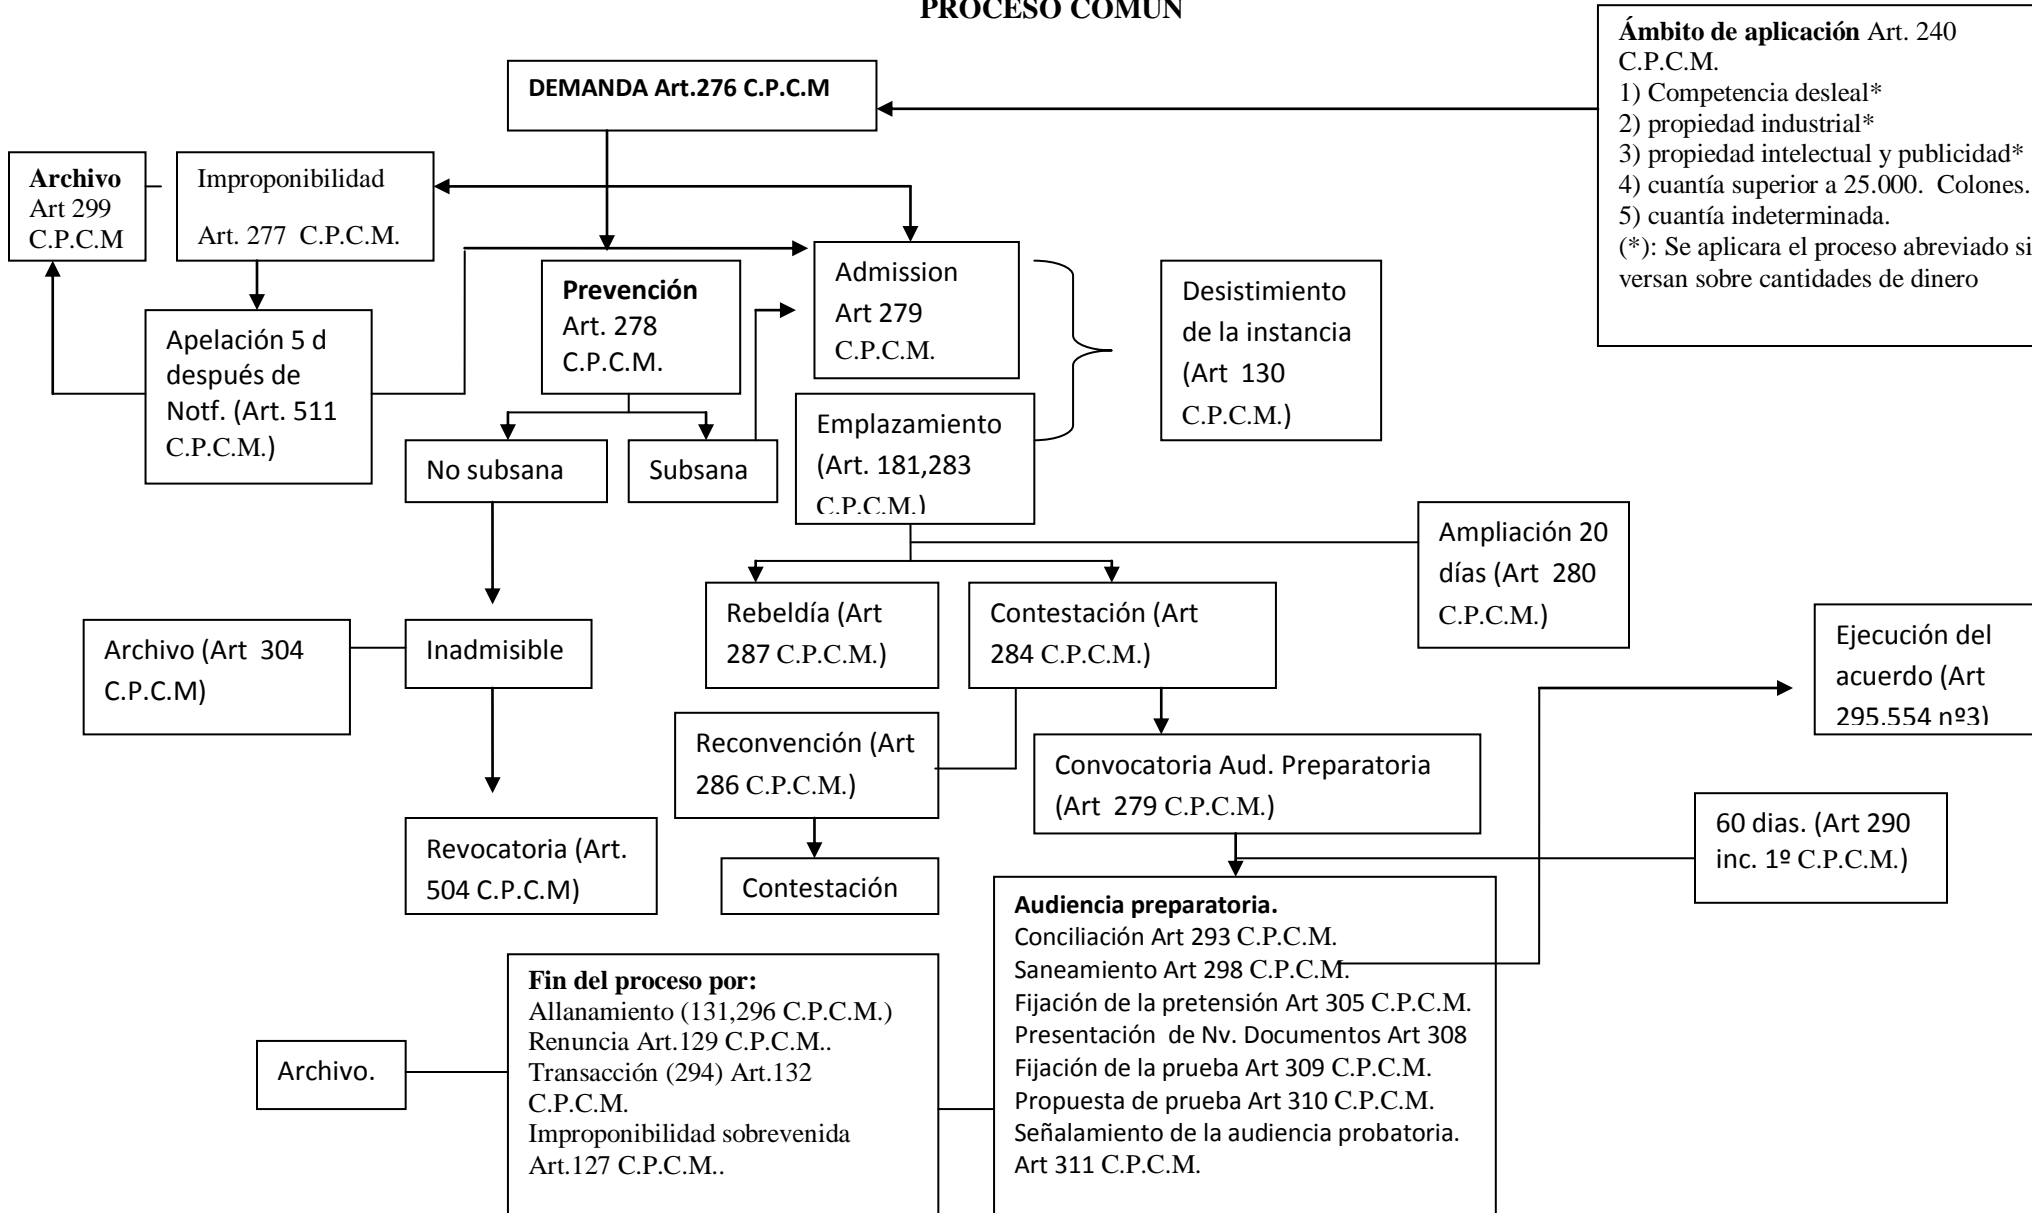 PROCESO COMUN
Ámbito de aplicación Art. 240
C.P.C.M.
1) Competencia desleal*
2) propiedad industrial*
3) propiedad intelectual y publicidad*
4) cuantía superior a 25.000.  Colones.
5) cuantía indeterminada.
(*): Se aplicara el proceso abreviado si
versan sobre cantidades de dinero
DEMANDA Art.276 C.P.C.M
Archivo
Art 299
C.P.C.M
Improponibilidad
Art. 277  C.P.C.M.
Apelación 5 d
después de
Notf. (Art. 511
C.P.C.M.)
Prevención
Art. 278
C.P.C.M.
Admission
Art 279
C.P.C.M.
Desistimiento
de la instancia
(Art  130
C.P.C.M.)
No subsana
Subsana
Emplazamiento
(Art. 181,283
C.P.C.M.)
Ampliación 20
días (Art  280
C.P.C.M.)
Rebeldía (Art
287 C.P.C.M.)
Contestación (Art
284 C.P.C.M.)
Ejecución del
acuerdo (Art
295.554 nº3)
Archivo (Art  304
C.P.C.M)
Inadmisible
Reconvención (Art
286 C.P.C.M.)
Convocatoria Aud. Preparatoria
(Art  279 C.P.C.M.)
60 dias. (Art 290
inc. 1º C.P.C.M.)
Revocatoria (Art.
504 C.P.C.M)
Contestación
Audiencia preparatoria.
Conciliación Art 293 C.P.C.M.
Saneamiento Art 298 C.P.C.M.
Fijación de la pretensión Art 305 C.P.C.M.
Presentación  de Nv. Documentos Art 308
Fijación de la prueba Art 309 C.P.C.M.
Propuesta de prueba Art 310 C.P.C.M.
Señalamiento de la audiencia probatoria.
Art 311 C.P.C.M.
Fin del proceso por:
Allanamiento (131,296 C.P.C.M.)
Renuncia Art.129 C.P.C.M..
Transacción (294) Art.132
C.P.C.M.
Improponibilidad sobrevenida
Art.127 C.P.C.M..
Archivo.